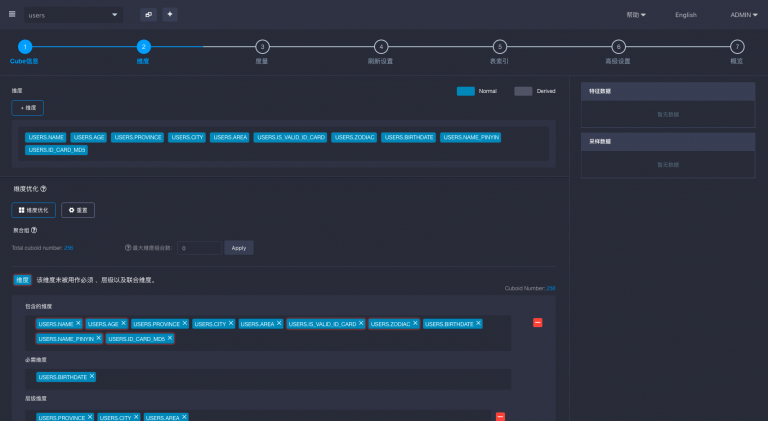 users
帮助
English
ADMIN
1
2
3
4
5
6
7
Cube信息
维度
度量
刷新设置
表索引
高级设置
概览
维度
Normal
Derived
+ 维度
USERS.NAME
USERS.AGE
USERS.PROVINCE
USERS.CITY
USERS.AREA
USERS.IS_VALID_ID_CARD
USERS.ZODIAC
USERS.BIRTHDATE
USERS.NAME_PINYIN
USERS.ID_CARD_MD5
特征数据
暂无数据
采样数据
暂无数据
维度优化
维度优化
重置
聚合组
Total cuboid number: 256
最大维度组合数:
0
Apply
维度 该维度未被用作必须、层级以及联合维度。
Cuboid Number: 256
包含的维度
USERS.NAME
USERS.AGE
USERS.PROVINCE
USERS.CITY
USERS.AREA
USERS.IS_VALID_ID_CARD
USERS.ZODIAC
USERS.BIRTHDATE
USERS.NAME_PINYIN
USERS.ID_CARD_MD5
必需维度
USERS.BIRTHDATE
层级维度
USERS.PROVINCE
USERS.CITY
USERS.AREA